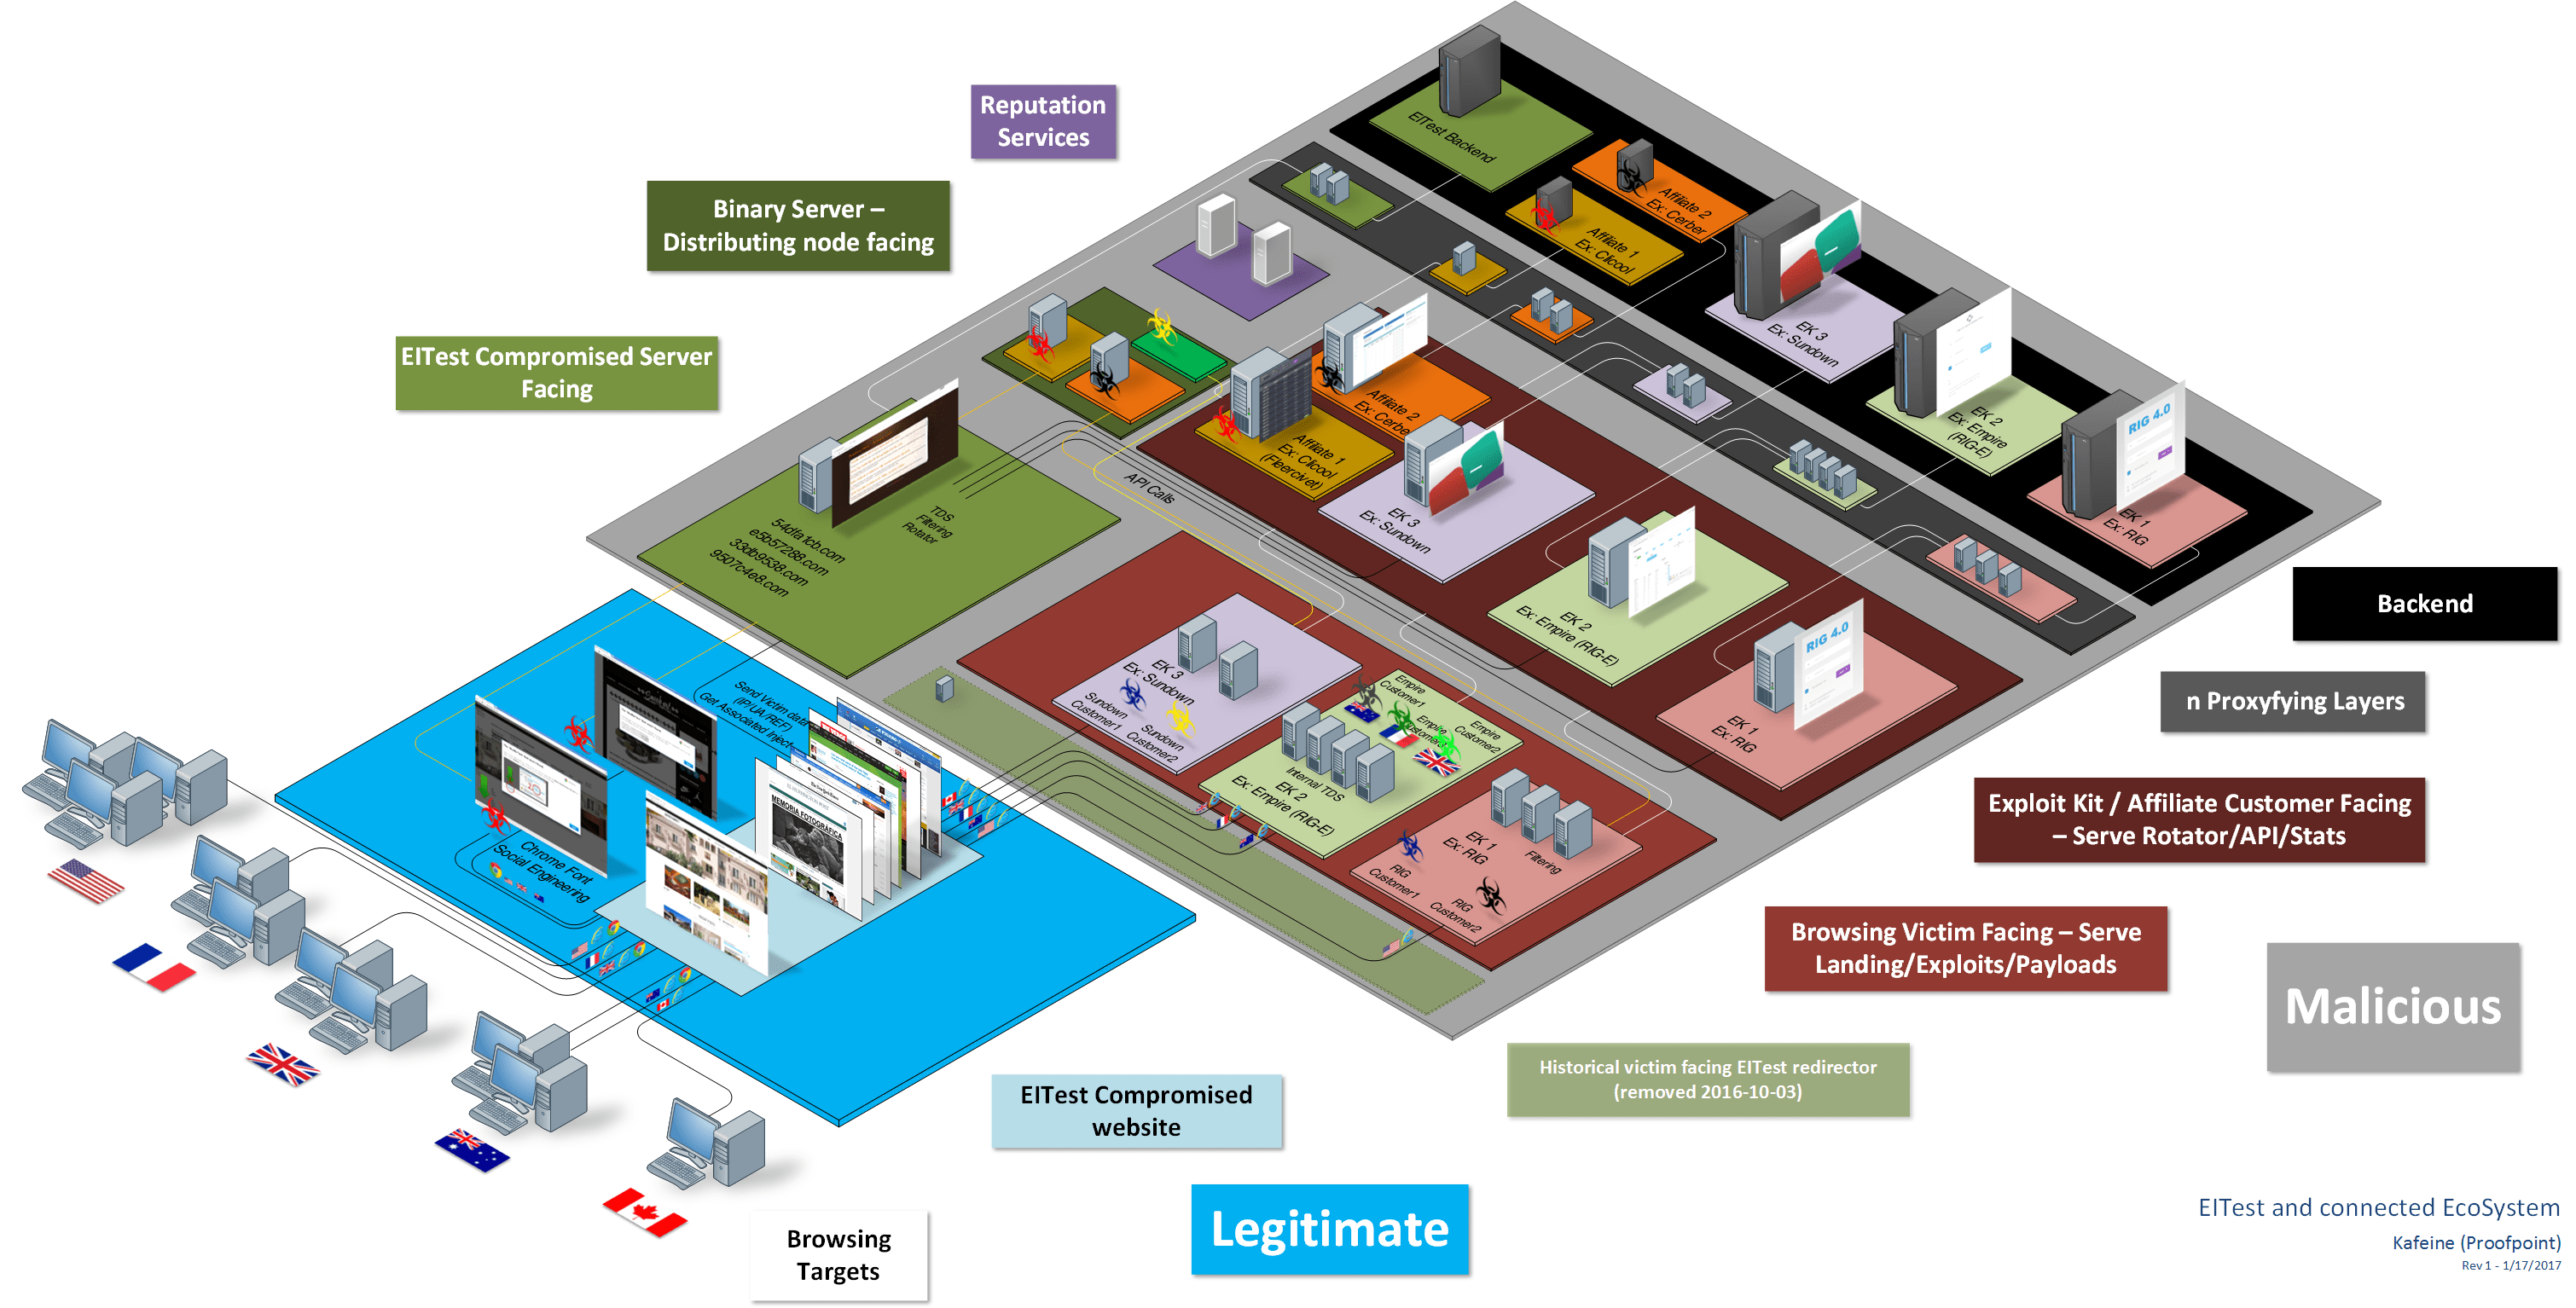 Reputation
Services
Binary Server –
Distributing node facing
EITest Compromised Server
Facing
EITest Backend
Affiliate 2
Ex: Cerber
Affiliate 1
Ex: Clicool
EK 3
Ex: Sundown
EK 2
Ex: Empire
(RIG-E)
RIG 4.0
EK 1
Ex: RIG
Affiliate 2
Ex: Cerbe
Affiliate 1
Ex: Clicool
(Fleercivet)
EK 3
Ex: Sundown
EK 2
Ex: Empire (RIG-E)
RIG 4.0
EK 1
Ex: RIG
API Calls
TDS
Filtering
Rotator
54dfa1cb.com
e5b57288.com
33db9538.com
9507c4e8.com
Send Victim data
(IP/UA/REF)
Get Associated Inject
EK 3
Ex: Sundown
Sundown
Customer1
Sundown
Customer2
Empire
Customer1
Empire
Empire
Customer2
Internal TDS
EK 2
Ex: Empire (RIG-E)
EK 1
Ex: RIG
Filtering
RIG
Customer1
RIG
Customer2
Chrome Font
Social Engineering
MEMORIA FOTOGRÁFICA
Backend
n Proxyfying Layers
Exploit Kit / Affiliate Customer Facing
– Serve Rotator/API/Stats
Browsing Victim Facing – Serve
Landing/Exploits/Payloads
Malicious
Historical victim facing EITest redirector
(removed 2016-10-03)
EITest Compromised
website
Legitimate
Browsing
Targets
EITest and connected EcoSystem
Kafeine (Proofpoint)
Rev 1 - 1/17/2017